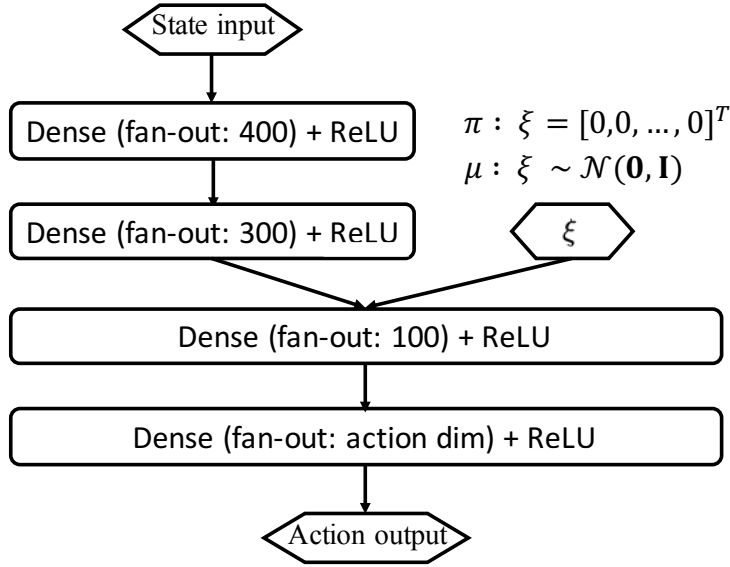 State input
Dense (fan-out: 400) + ReLU
π : ξ = [0,0, ..., 0]ᵀ
μ : ξ ~ 𝒩(𝟎, 𝐈)
Dense (fan-out: 300) + ReLU
ξ
Dense (fan-out: 100) + ReLU
Dense (fan-out: action dim) + ReLU
Action output